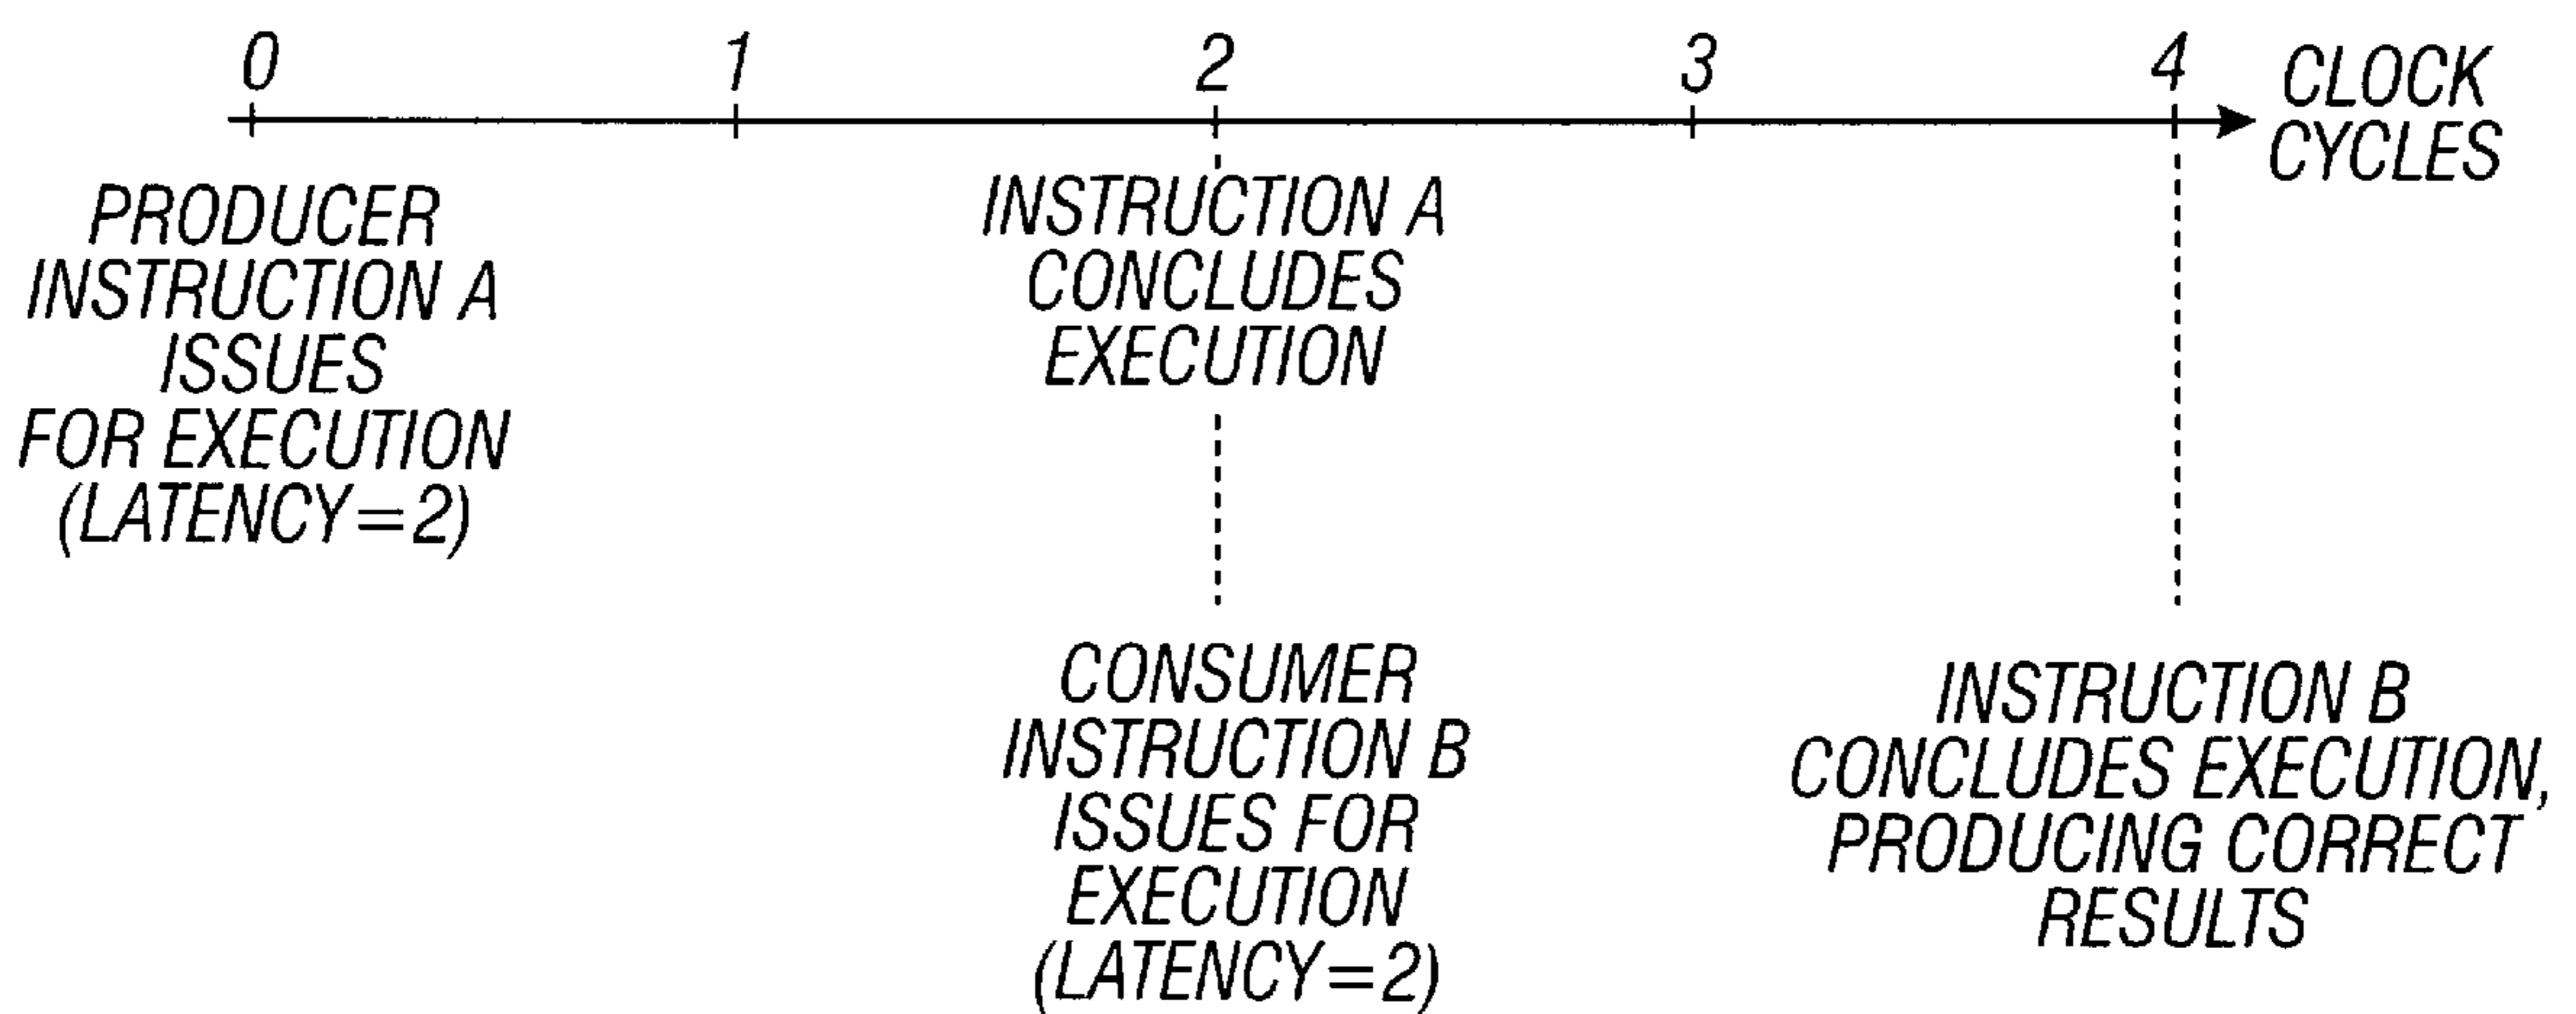 0 1 2 3 4
CLOCK
CYCLES
PRODUCER
INSTRUCTION A
ISSUES
FOR EXECUTION
(LATENCY=2)
INSTRUCTION A
CONCLUDES
EXECUTION
CONSUMER
INSTRUCTION B
ISSUES FOR
EXECUTION
(LATENCY=2)
INSTRUCTION B
CONCLUDES EXECUTION,
PRODUCING CORRECT
RESULTS